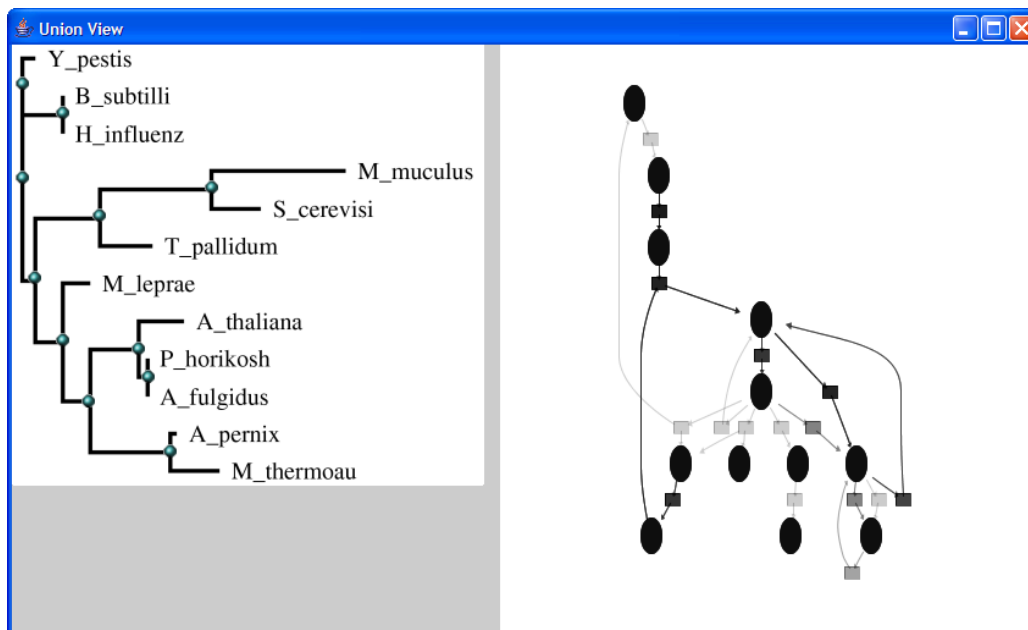 Union View
Y_pestis
B_subtilli
H_influenz
M_muculus
S_cerevisi
T_pallidum
M_leprae
A_thaliana
P_horikosh
A_fulgidus
A_pernix
M_thermoau